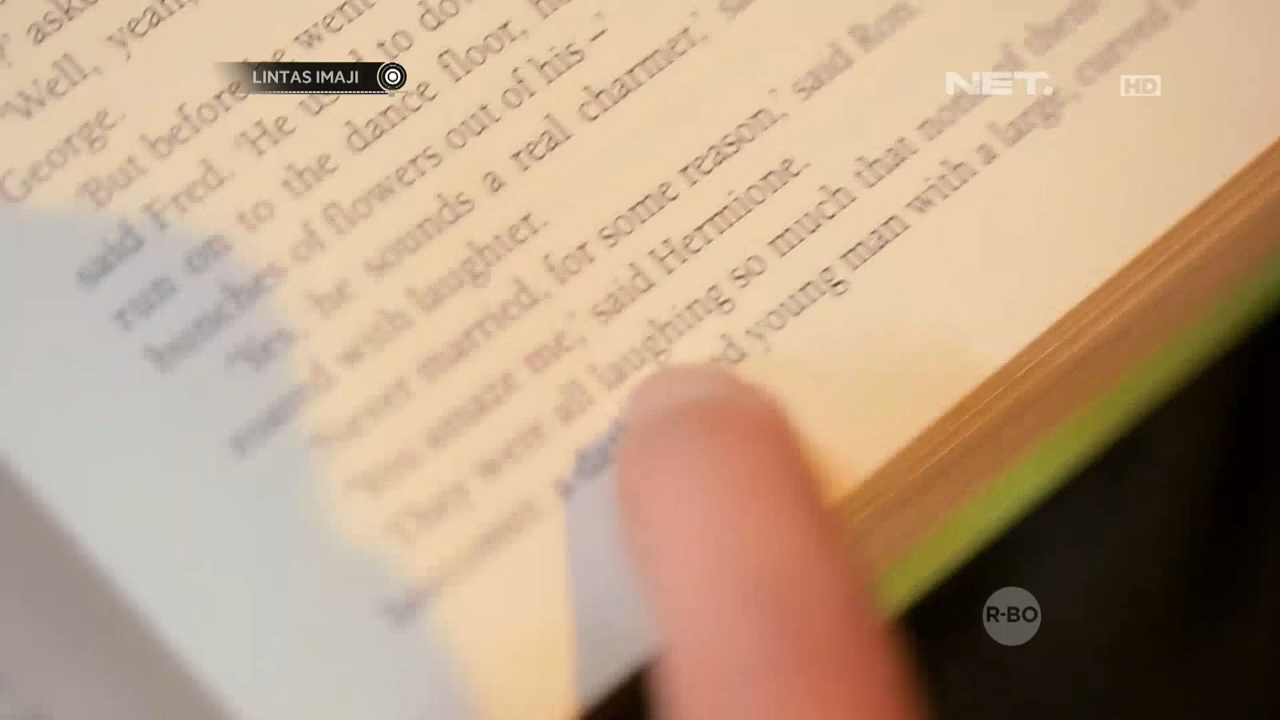 LINTAS IMAJI
NET.
HD
' aske
'Well, yeah,
George.
'But before he went
said Fred. 'He used to do
run on to the dance floor,
bunches of flowers out of his –'
'Yes, he sounds a real charmer,'
with laughter.
never married, for some reason,' said Ron.
'You amaze me,' said Hermione.
They were all laughing so much that none of them
young man with a large, curved
R-BO